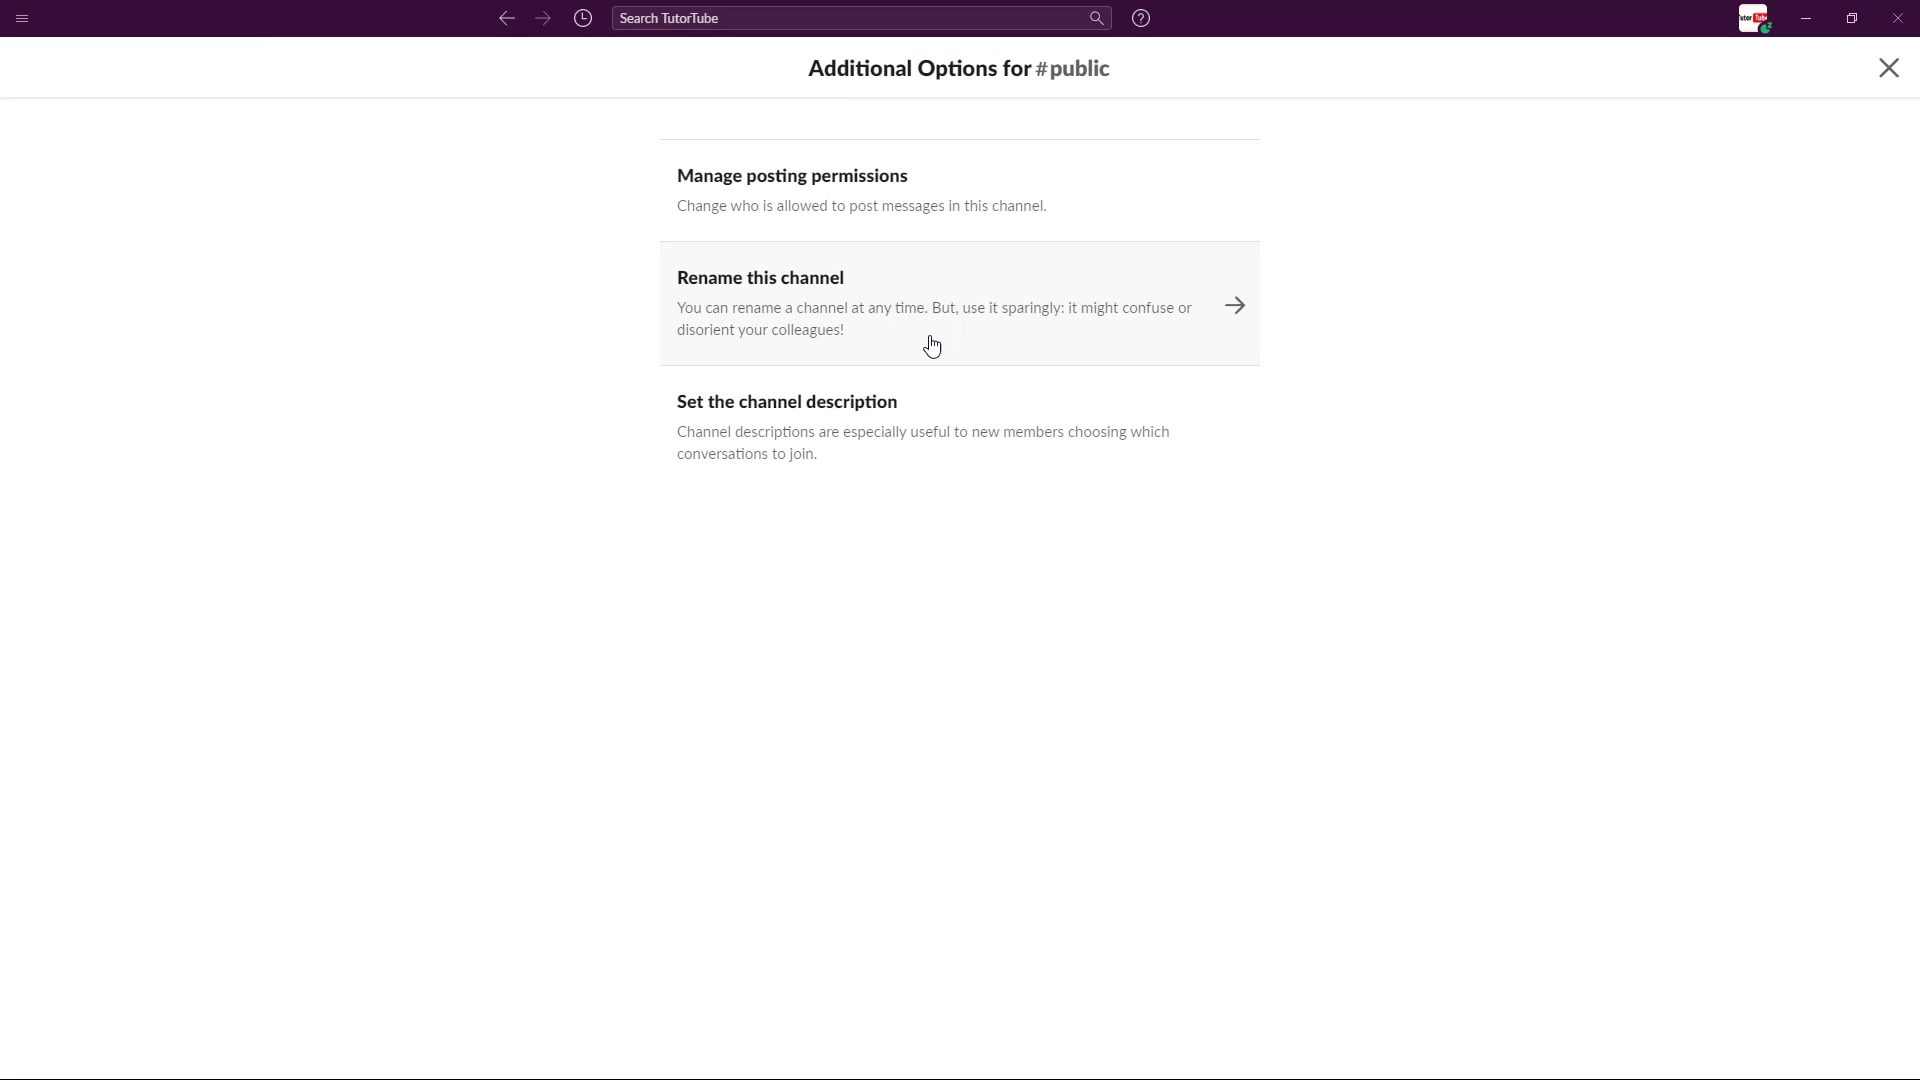 Search TutorTube
Additional Options for #public
Manage posting permissions
Change who is allowed to post messages in this channel.
Rename this channel
You can rename a channel at any time. But, use it sparingly: it might confuse or
disorient your colleagues!
Set the channel description
Channel descriptions are especially useful to new members choosing which
conversations to join.